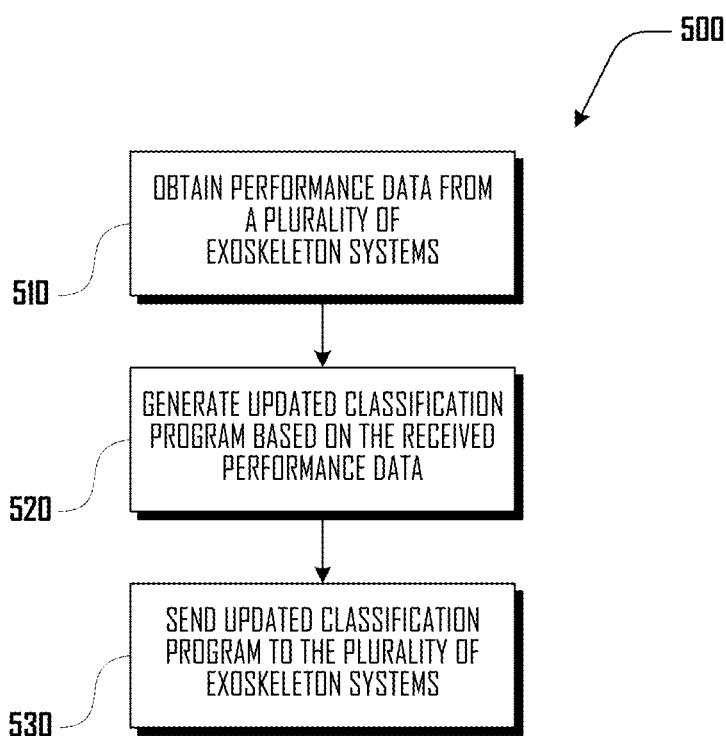 500
OBTAIN PERFORMANCE DATA FROM
A PLURALITY OF
EXOSKELETON SYSTEMS
510
GENERATE UPDATED CLASSIFICATION
PROGRAM BASED ON THE RECEIVED
PERFORMANCE DATA
520
SEND UPDATED CLASSIFICATION
PROGRAM TO THE PLURALITY OF
EXOSKELETON SYSTEMS
530